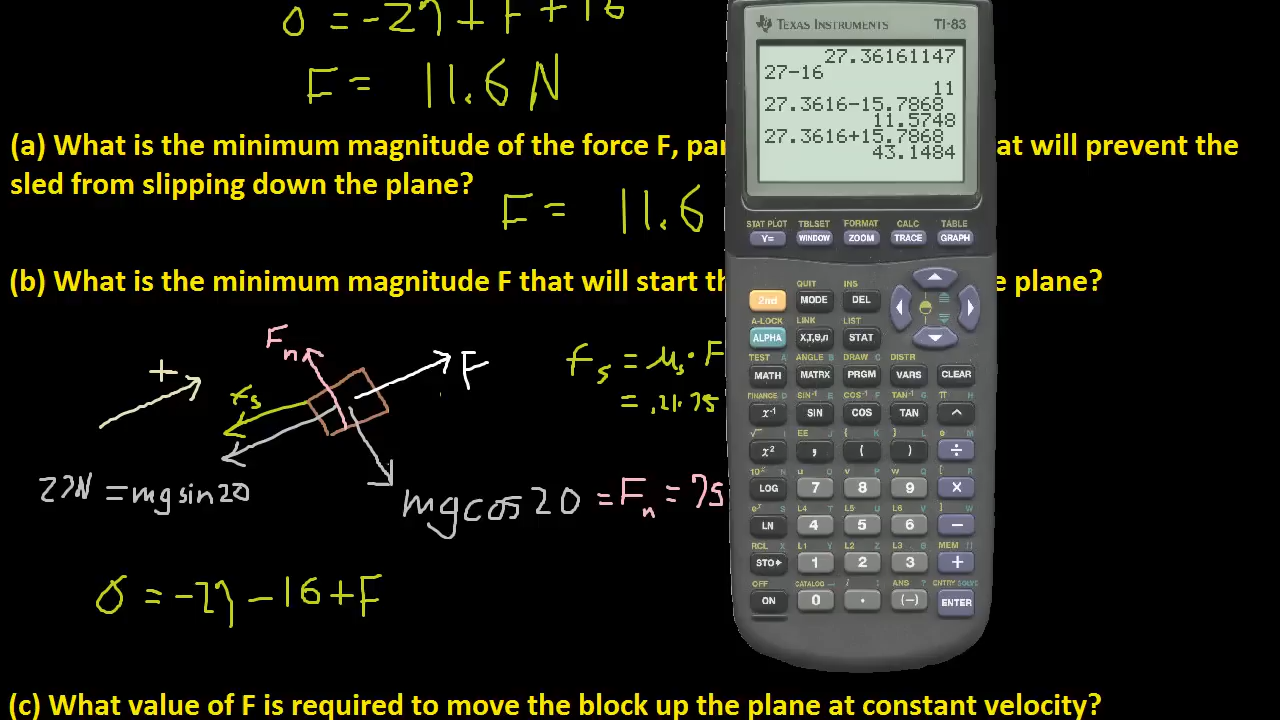 0 = -27 + F + 16
F = 11.6 N
(a) What is the minimum magnitude of the force F, par at will prevent the
sled from slipping down the plane?
F = 11.6
(b) What is the minimum magnitude F that will start th e plane?
+
Fn
F
fs
fs = μs · F
= .21 · 75
27N = mg sin 20
mg cos 20 = Fn = 75
0 = -27 - 16 + F
(c) What value of F is required to move the block up the plane at constant velocity?
TEXAS INSTRUMENTS TI-83
27.36161147
27-16
11
27.3616-15.7868
11.5748
27.3616+15.7868
43.1484
STAT PLOT TBLSET FORMAT CALC TABLE
Y= WINDOW ZOOM TRACE GRAPH
QUIT INS
2nd MODE DEL
A-LOCK LINK LIST
ALPHA X,T,θ,n STAT
TEST A ANGLE B DRAW C DISTR
MATH MATRX PRGM VARS CLEAR
FINANCE D SIN⁻¹ E COS⁻¹ F TAN⁻¹ G π H
x⁻¹ SIN COS TAN ^
√ I EE J { K } L e M
x² , ( ) ÷
10ˣ N u O v P w Q [ R
LOG 7 8 9 ×
eˣ S L4 T L5 U L6 V ] W
LN 4 5 6 −
RCL X L1 Y L2 Z L3 θ MEM "
STO▸ 1 2 3 +
OFF CATALOG ⎵ i : ANS ? ENTRY SOLVE
ON 0 . (−) ENTER